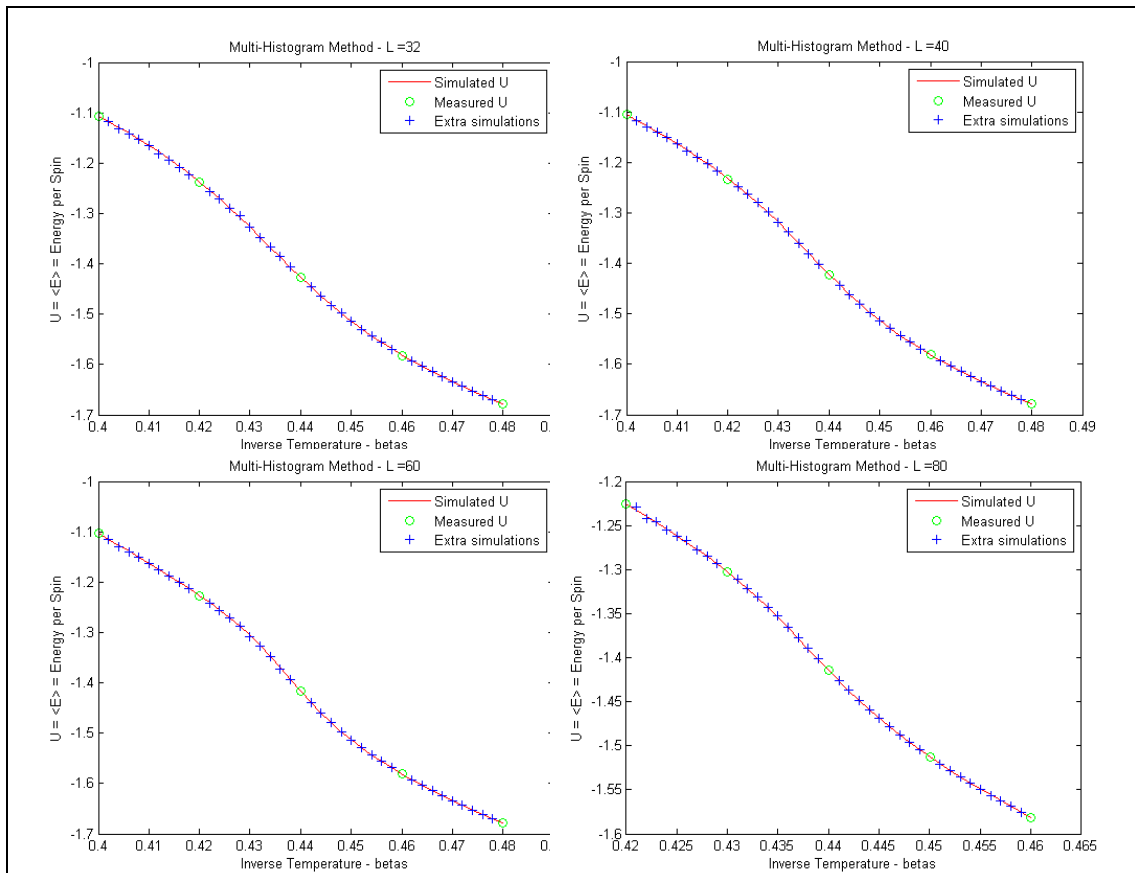 Multi-Histogram Method - L =32
-1
-1.1
-1.2
-1.3
-1.4
-1.5
-1.6
-1.7
U = <E> = Energy per Spin
Simulated U
Measured U
Extra simulations
0.4 0.41 0.42 0.43 0.44 0.45 0.46 0.47 0.48 0.
Inverse Temperature - betas
Multi-Histogram Method - L =40
-1
-1.1
-1.2
-1.3
-1.4
-1.5
-1.6
-1.7
U = <E> = Energy per Spin
Simulated U
Measured U
Extra simulations
0.4 0.41 0.42 0.43 0.44 0.45 0.46 0.47 0.48 0.49
Inverse Temperature - betas
Multi-Histogram Method - L =60
-1
-1.1
-1.2
-1.3
-1.4
-1.5
-1.6
-1.7
U = <E> = Energy per Spin
Simulated U
Measured U
Extra simulations
0.4 0.41 0.42 0.43 0.44 0.45 0.46 0.47 0.48 0.
Inverse Temperature - betas
Multi-Histogram Method - L =80
-1.2
-1.25
-1.3
-1.35
-1.4
-1.45
-1.5
-1.55
-1.6
U = <E> = Energy per Spin
Simulated U
Measured U
Extra simulations
0.42 0.425 0.43 0.435 0.44 0.445 0.45 0.455 0.46 0.465
Inverse Temperature - betas